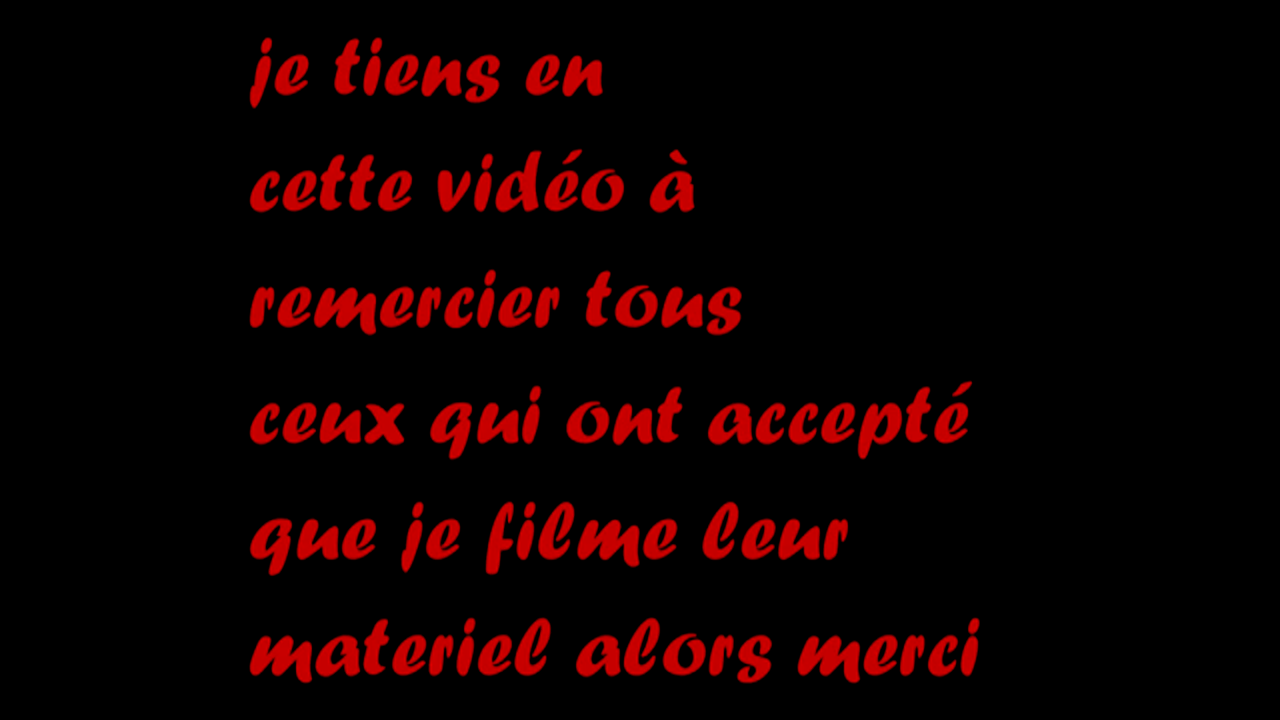 je tiens en
cette vidéo à
remercier tous
ceux qui ont accepté
que je filme leur
materiel alors merci